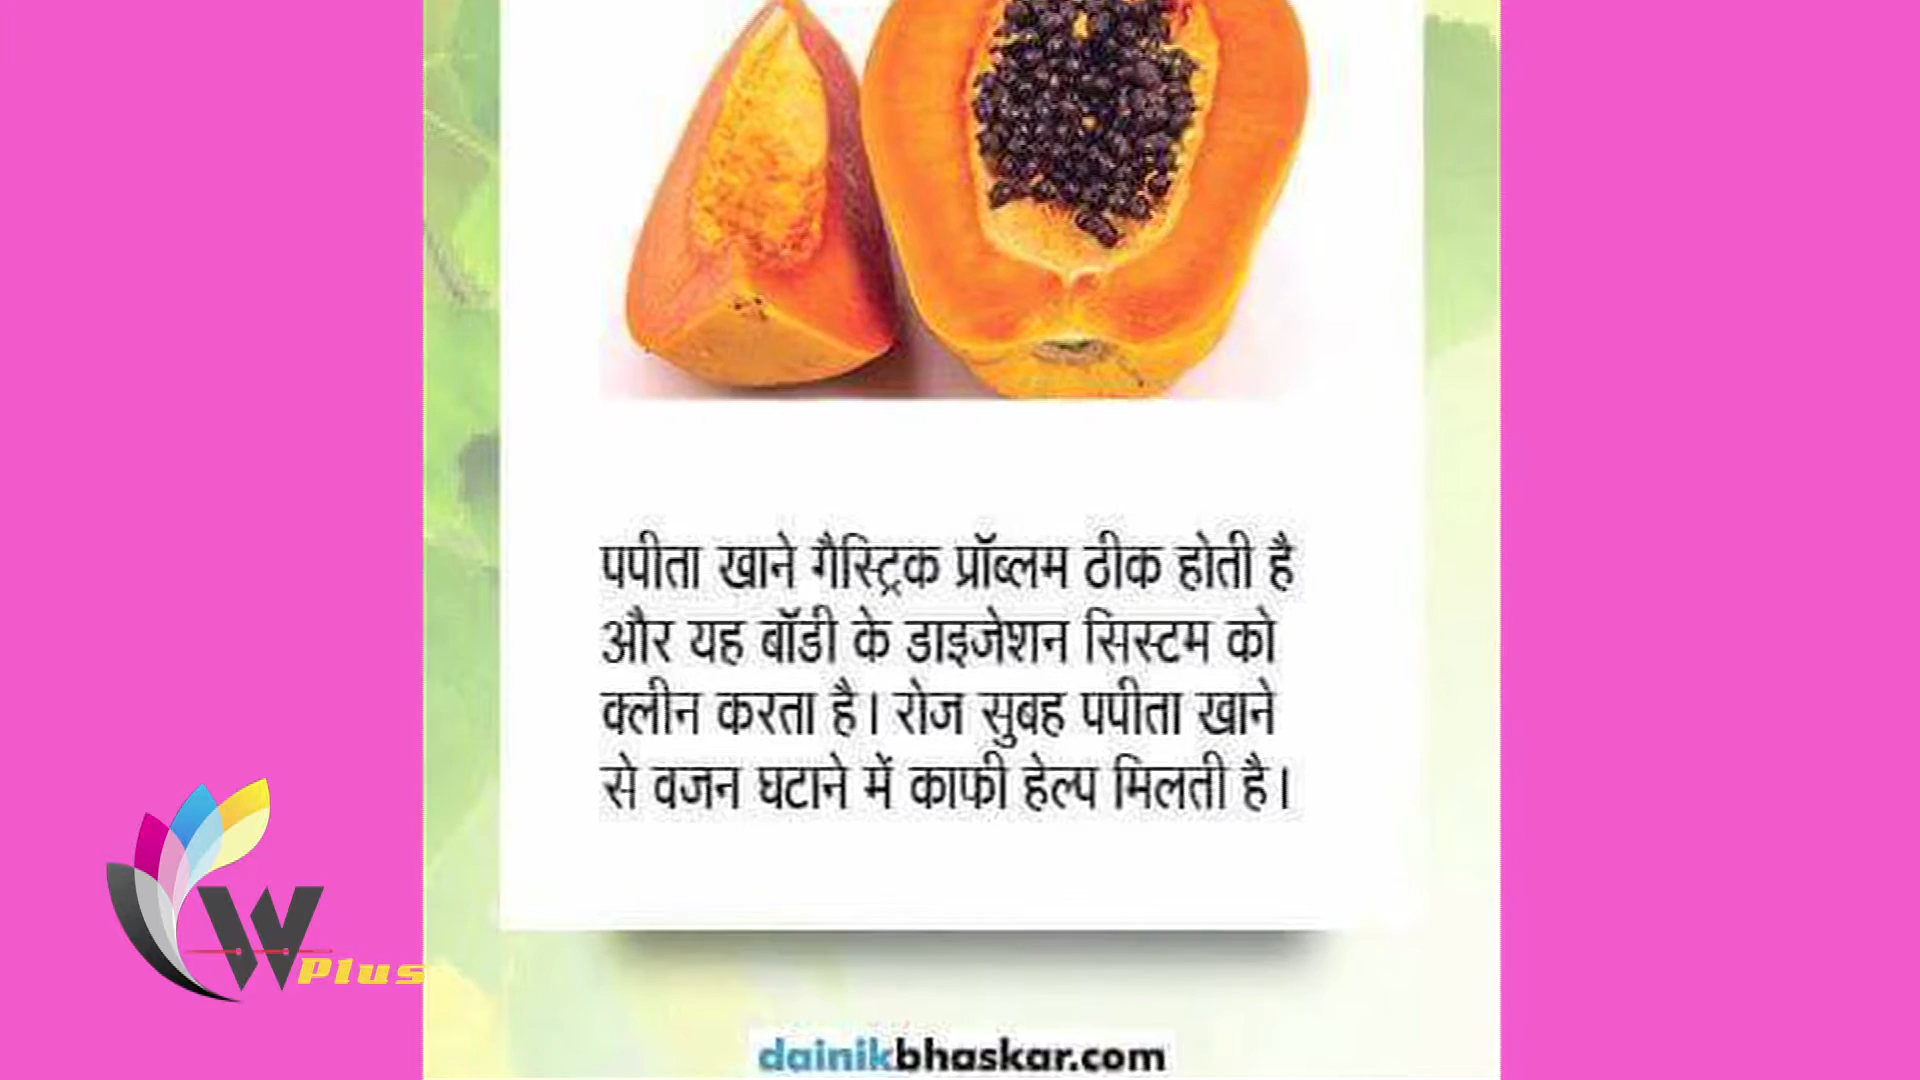 पपीता खाने गैस्ट्रिक प्रॉब्लम ठीक होती है
और यह बॉडी के डाइजेशन सिस्टम को
क्लीन करता है। रोज सुबह पपीता खाने
से वजन घटाने में काफी हेल्प मिलती है।
W Plus
dainikbhaskar.com